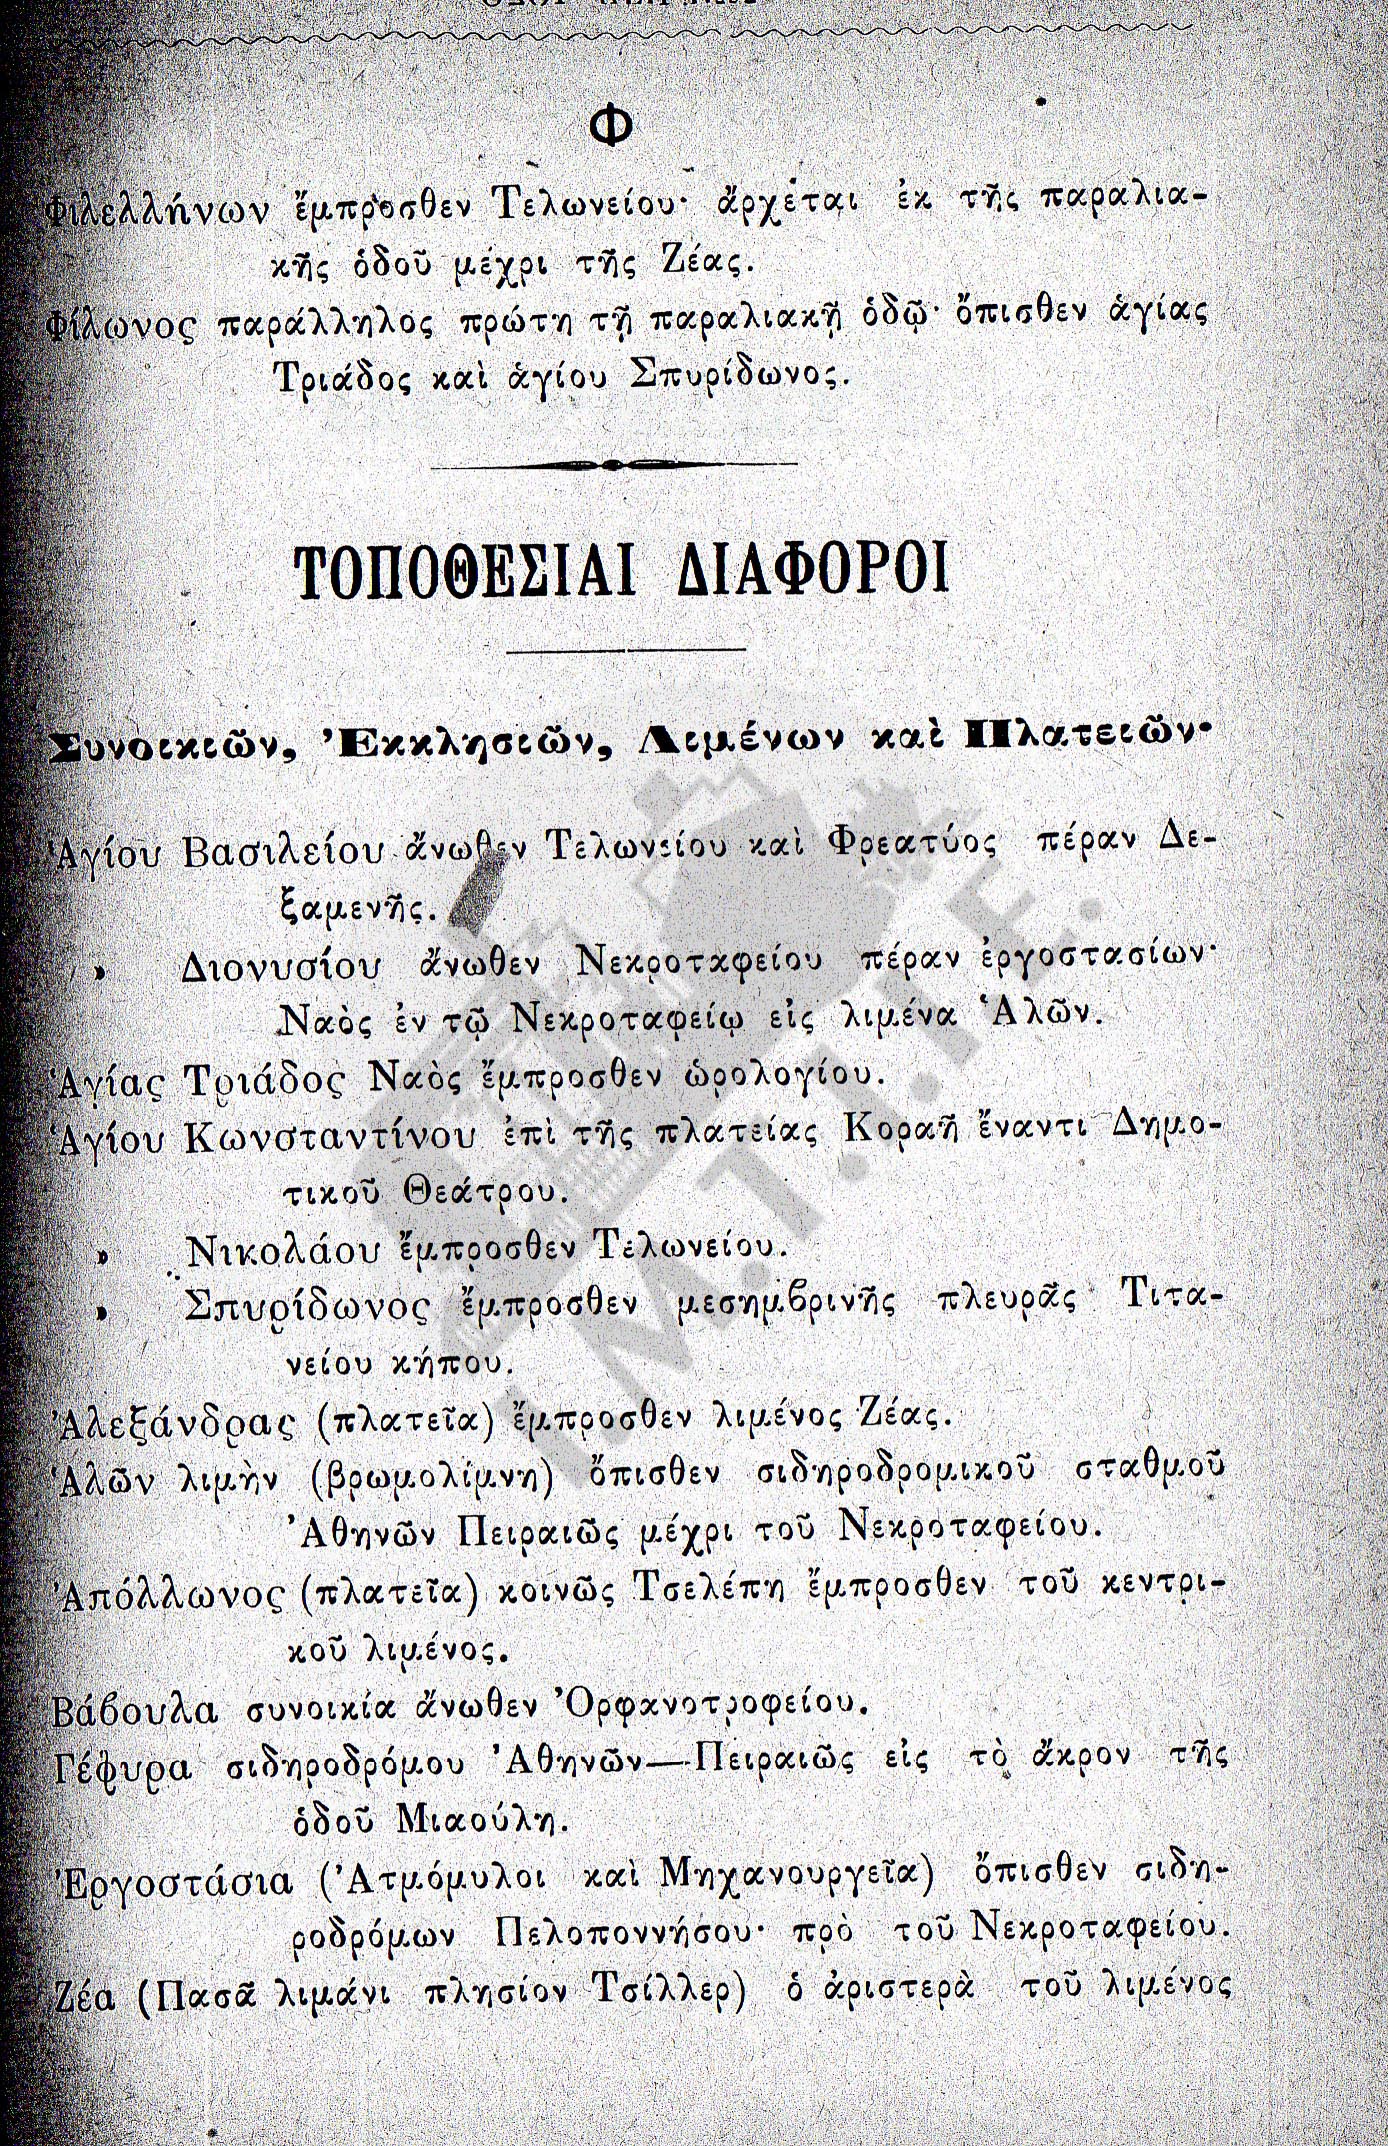 Φ
Φιλελλήνων ἔμπροσθεν Τελωνείου· ἄρχεται ἐκ τῆς παραλια-
κῆς ὁδοῦ μέχρι τῆς Ζέας.
Φίλωνος παράλληλος πρώτη τῇ παραλιακῇ ὁδῷ· ὄπισθεν ἁγίας
Τριάδος καὶ ἁγίου Σπυρίδωνος.
ΤΟΠΟΘΕΣΙΑΙ ΔΙΑΦΟΡΟΙ
Συνοικιῶν, Ἐκκλησιῶν, Λιμένων καὶ Πλατειῶν·
Ἁγίου Βασιλείου ἄνωθεν Τελωνείου καὶ Φρεατύος πέραν Δε-
ξαμενῆς.
» Διονυσίου ἄνωθεν Νεκροταφείου πέραν ἐργοστασίων·
Ναὸς ἐν τῷ Νεκροταφείῳ εἰς λιμένα Ἁλῶν.
Ἁγίας Τριάδος Ναὸς ἔμπροσθεν ὡρολογίου.
Ἁγίου Κωνσταντίνου ἐπὶ τῆς πλατείας Κοραῆ ἔναντι Δημο-
τικοῦ Θεάτρου.
» Νικολάου ἔμπροσθεν Τελωνείου.
» Σπυρίδωνος ἔμπροσθεν μεσημβρινῆς πλευρᾶς Τιτα-
νείου κήπου.
Ἀλεξάνδρας (πλατεῖα) ἔμπροσθεν λιμένος Ζέας.
Ἁλῶν λιμὴν (βρωμολίμνη) ὄπισθεν σιδηροδρομικοῦ σταθμοῦ
Ἀθηνῶν Πειραιῶς μέχρι τοῦ Νεκροταφείου.
Ἀπόλλωνος (πλατεῖα) κοινῶς Τσελέπη ἔμπροσθεν τοῦ κεντρι-
κοῦ λιμένος.
Βάβουλα συνοικία ἄνωθεν Ὀρφανοτροφείου.
Γέφυρα σιδηροδρόμου Ἀθηνῶν—Πειραιῶς εἰς τὸ ἄκρον τῆς
ὁδοῦ Μιαούλη.
Ἐργοστάσια (Ἀτμόμυλοι καὶ Μηχανουργεῖα) ὄπισθεν σιδη-
ροδρόμων Πελοποννήσου· πρὸ τοῦ Νεκροταφείου.
Ζέα (Πασᾶ λιμάνι πλησίον Τσίλλερ) ὁ ἀριστερὰ τοῦ λιμένος
Ι.Μ.Τ.Ι.Ι.Ε.